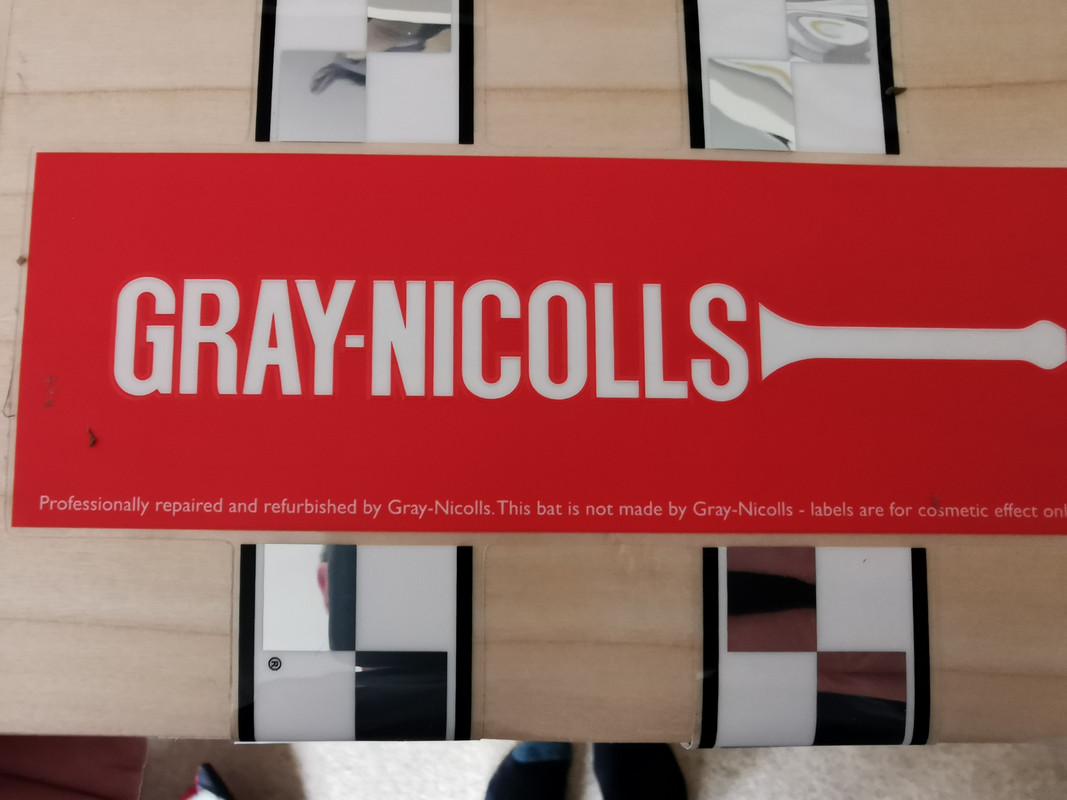 GRAY-NICOLLS
Professionally repaired and refurbished by Gray-Nicolls. This bat is not made by Gray-Nicolls - labels are for cosmetic effect onl
®